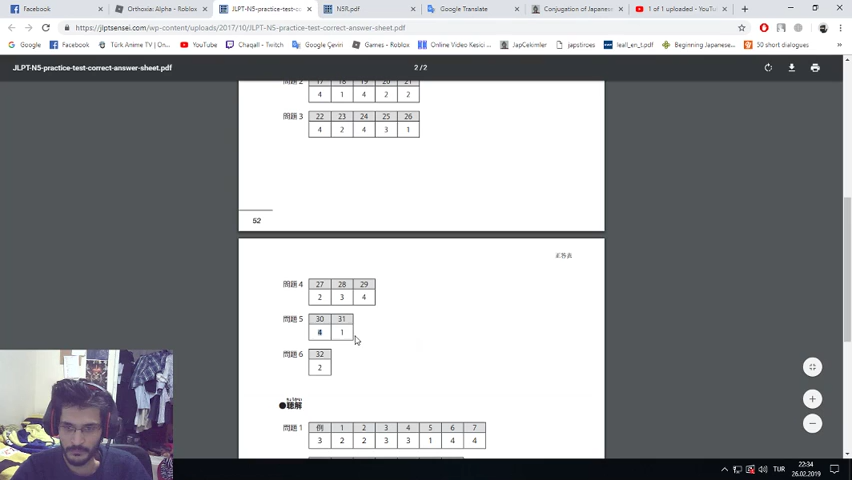 Facebook
Orthoxia: Alpha - Roblox
JLPT-N5-practice-test-c
N5R.pdf
Google Translate
Conjugation of Japanese
1 of 1 uploaded - YouTu
https://jlptsensei.com/wp-content/uploads/2017/10/JLPT-N5-practice-test-correct-answer-sheet.pdf
Google
Facebook
Türk Anime TV | On
YouTube
Chaqall - Twitch
Google Çeviri
Games - Roblox
Online Video Kesici
JapCekimler
japstroies
leall_en_t.pdf
Beginning Japanese
50 short dialogues
JLPT-N5-practice-test-correct-answer-sheet.pdf
2/2
問題 2
17 18 19 20 21
4 1 4 2 2
問題 3
22 23 24 25 26
4 2 4 3 1
52
正答表
問題 4
27 28 29
2 3 4
問題 5
30 31
4 1
問題 6
32
2
●聴解
問題 1
例 1 2 3 4 5 6 7
3 2 2 3 3 1 4 4
TUR
22:34
26.02.2019